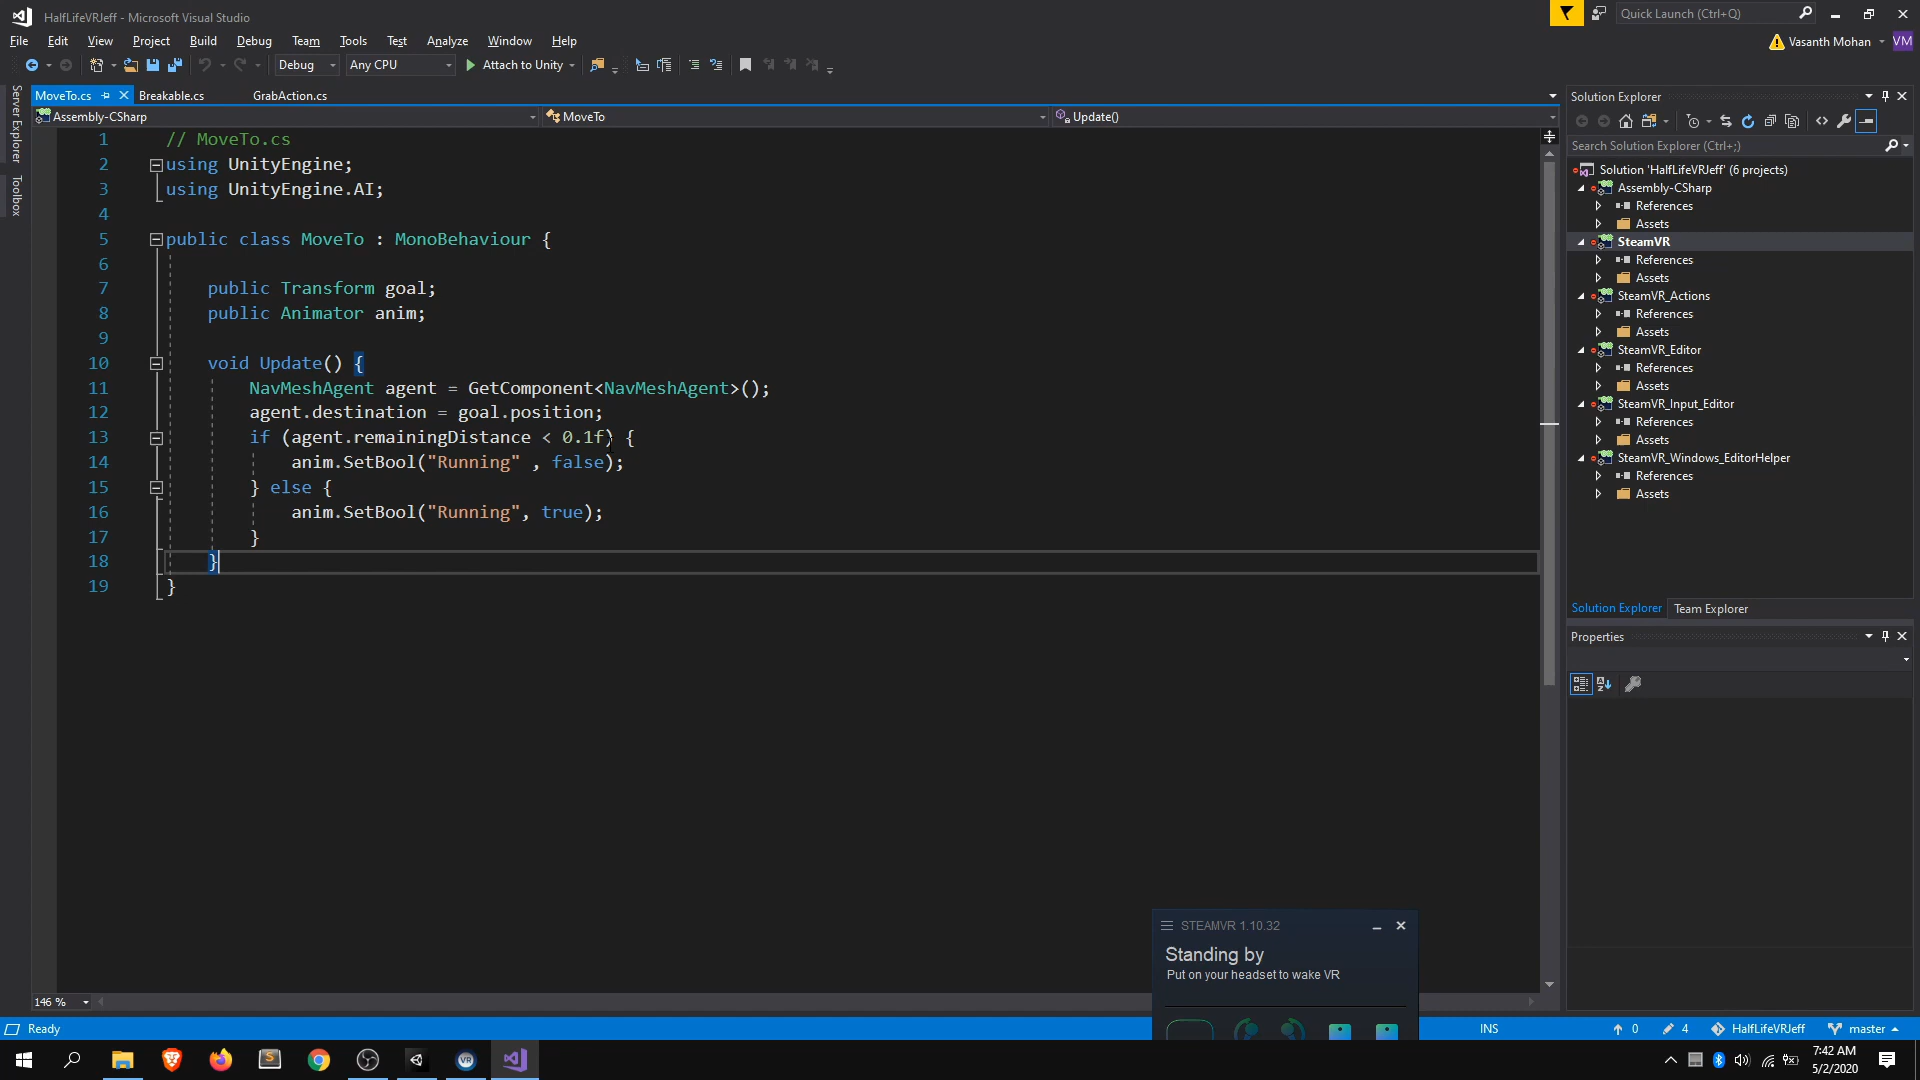 HalfLifeVRJeff - Microsoft Visual Studio
Quick Launch (Ctrl+Q)
File Edit View Project Build Debug Team Tools Test Analyze Window Help
Vasanth Mohan VM
Debug Any CPU Attach to Unity
Server Explorer
Toolbox
MoveTo.cs Breakable.cs GrabAction.cs
Assembly-CSharp MoveTo Update()
1 // MoveTo.cs
2 using UnityEngine;
3 using UnityEngine.AI;
4
5 public class MoveTo : MonoBehaviour {
6
7 public Transform goal;
8 public Animator anim;
9
10 void Update() {
11 NavMeshAgent agent = GetComponent<NavMeshAgent>();
12 agent.destination = goal.position;
13 if (agent.remainingDistance < 0.1f) {
14 anim.SetBool("Running" , false);
15 } else {
16 anim.SetBool("Running", true);
17 }
18 }
19 }
Solution Explorer
Search Solution Explorer (Ctrl+;)
Solution 'HalfLifeVRJeff' (6 projects)
Assembly-CSharp
References
Assets
SteamVR
References
Assets
SteamVR_Actions
References
Assets
SteamVR_Editor
References
Assets
SteamVR_Input_Editor
References
Assets
SteamVR_Windows_EditorHelper
References
Assets
Solution Explorer Team Explorer
Properties
STEAMVR 1.10.32
Standing by
Put on your headset to wake VR
146 %
Ready INS 0 4 HalfLifeVRJeff master
7:42 AM
5/2/2020